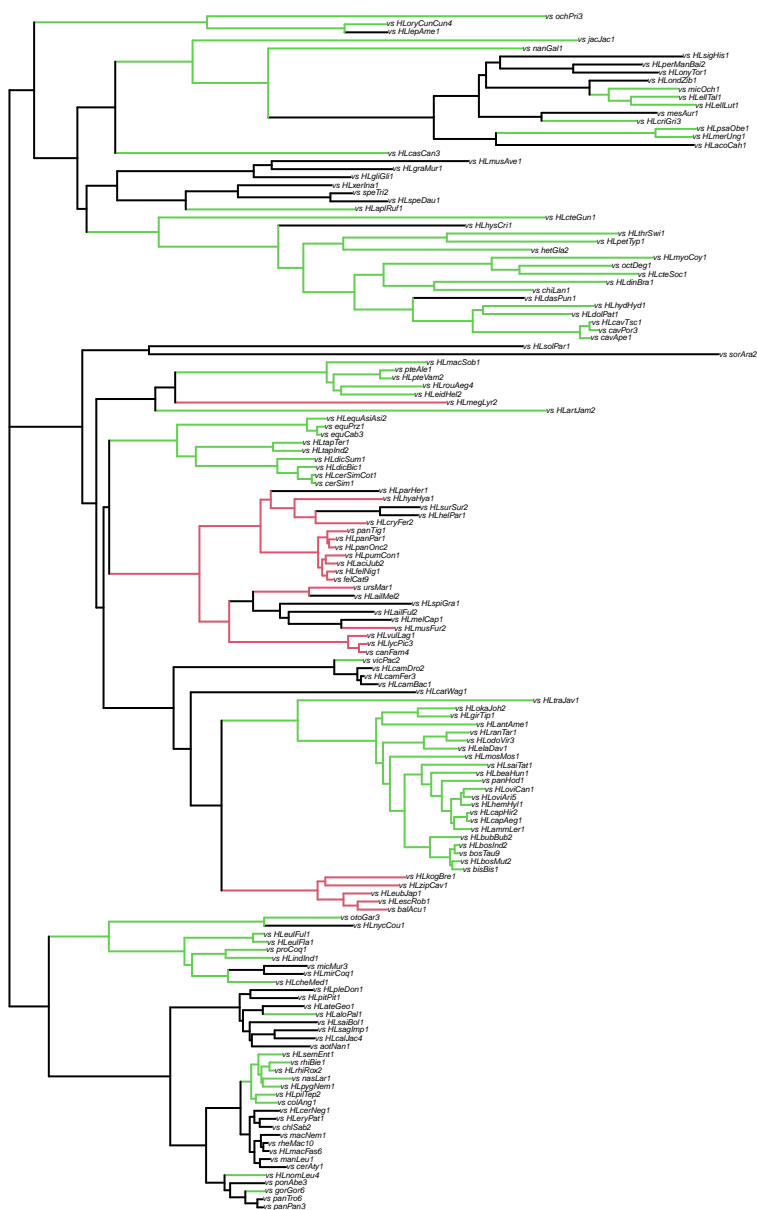 vs ochPri3
vs HLoryCunCun4
vs HLlepAme1
vs jacJac1
vs nanGal1
vs HLsigHis1
vs HLperManBai2
vs HLonyTor1
vs HLondZib1
vs micOch1
vs HLellTal1
vs HLellLut1
vs mesAur1
vs HLcriGri3
vs HLpsaObe1
vs HLmerUng1
vs HLacoCah1
vs HLcasCan3
vs HLmusAve1
vs HLgraMur1
vs HLgliGli1
vs HLxerIna1
vs speTri2
vs HLspeDau1
vs HLaplRuf1
vs HLcteGun1
vs HLhysCri1
vs HLthrSwi1
vs HLpetTyp1
vs hetGla2
vs HLmyoCoy1
vs octDeg1
vs HLcteSoc1
vs HLdinBra1
vs chiLan1
vs HLdasPun1
vs HLhydHyd1
vs HLdolPat1
vs HLcavTsc1
vs cavPor3
vs cavApe1
vs HLsolPar1
vs sorAra2
vs HLmacSob1
vs pteAle1
vs HLpteVam2
vs HLrouAeg4
vs HLeidHel2
vs HLmegLyr2
vs HLartJam2
vs HLequAsiAsi2
vs equPrz1
vs equCab3
vs HLtapTer1
vs HLtapInd2
vs HLdicSum1
vs HLdicBic1
vs HLcerSimCot1
vs cerSim1
vs HLparHer1
vs HLhyaHya1
vs HLsurSur2
vs HLhelPar1
vs HLcryFer2
vs panTig1
vs HLpanPar1
vs HLpanOnc2
vs HLpumCon1
vs HLaciJub2
vs HLfelNig1
vs felCat9
vs ursMar1
vs HLailMel2
vs HLspiGra1
vs HLailFul2
vs HLmelCap1
vs HLmusFur2
vs HLvulLag1
vs HLlycPic3
vs canFam4
vs vicPac2
vs HLcamDro2
vs HLcamFer3
vs HLcamBac1
vs HLcatWag1
vs HLtraJav1
vs HLokaJoh2
vs HLgirTip1
vs HLantAme1
vs HLranTar1
vs HLodoVir3
vs HLelaDav1
vs HLmosMos1
vs HLsaiTat1
vs HLbeaHun1
vs panHod1
vs HLoviCan1
vs HLoviAri5
vs HLhemHyl1
vs HLcapHir2
vs HLcapAeg1
vs HLammLer1
vs HLbubBub2
vs HLbosInd2
vs bosTau9
vs HLbosMut2
vs bisBis1
vs HLkogBre1
vs HLzipCav1
vs HLeubJap1
vs HLescRob1
vs balAcu1
vs otoGar3
vs HLnycCou1
vs HLeulFul1
vs HLeulFla1
vs proCoq1
vs HLindInd1
vs micMur3
vs HLmirCoq1
vs HLcheMed1
vs HLpleDon1
vs HLpitPit1
vs HLateGeo1
vs HLaloPal1
vs HLsaiBol1
vs HLsagImp1
vs HLcalJac4
vs aotNan1
vs HLsemEnt1
vs rhiBie1
vs HLrhiRox2
vs nasLar1
vs HLpygNem1
vs HLpilTep2
vs colAng1
vs HLcerNeg1
vs HLeryPat1
vs chlSab2
vs macNem1
vs rheMac10
vs HLmacFas6
vs manLeu1
vs cerAty1
vs HLnomLeu4
vs ponAbe3
vs gorGor6
vs panTro6
vs panPan3